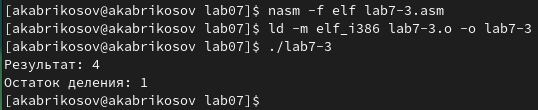 [akabrikosov@akabrikosov lab07]$ nasm -f elf lab7-3.asm
[akabrikosov@akabrikosov lab07]$ ld -m elf_i386 lab7-3.o -o lab7-3
[akabrikosov@akabrikosov lab07]$ ./lab7-3
Результат: 4
Остаток деления: 1
[akabrikosov@akabrikosov lab07]$